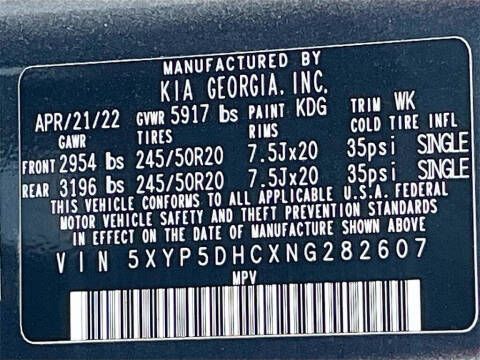 MANUFACTURED BY
KIA GEORGIA, INC.
APR/21/22 GVWR 5917 lbs PAINT KDG TRIM WK
GAWR TIRES RIMS COLD TIRE INFL
FRONT 2954 lbs 245/50R20 7.5Jx20 35psi SINGLE
REAR 3196 lbs 245/50R20 7.5Jx20 35psi SINGLE
THIS VEHICLE CONFORMS TO ALL APPLICABLE U.S.A. FEDERAL
MOTOR VEHICLE SAFETY AND THEFT PREVENTION STANDARDS
IN EFFECT ON THE DATE OF MANUFACTURE SHOWN ABOVE
VIN 5XYP5DHCXNG282607
MPV